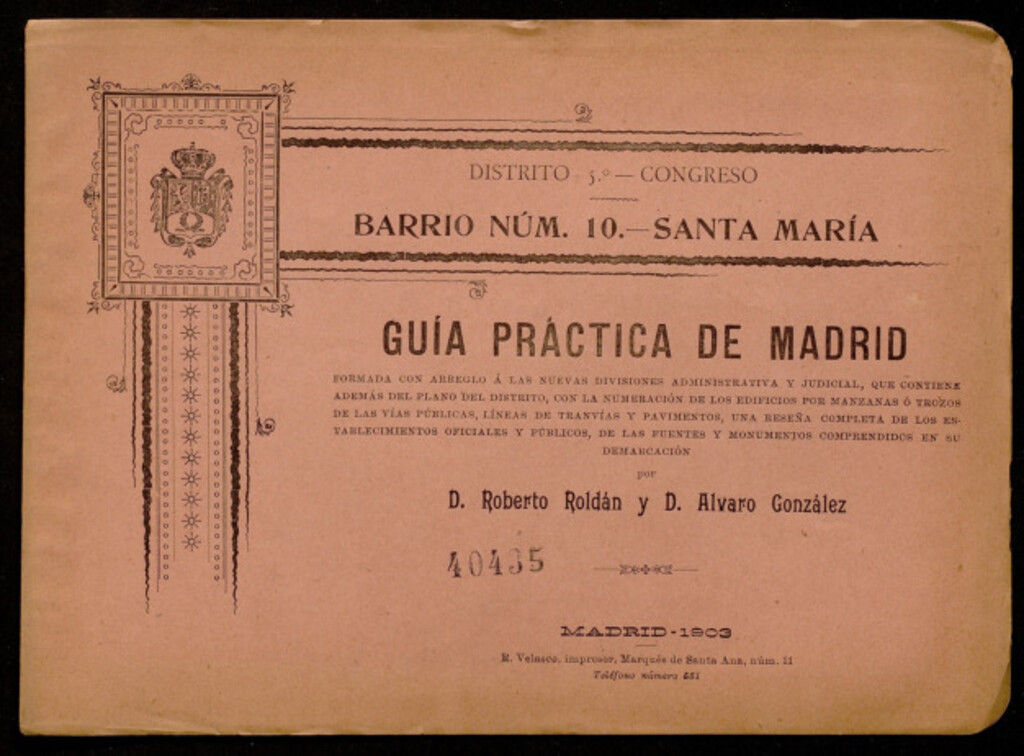 DISTRITO 5.º — CONGRESO
BARRIO NÚM. 10.—SANTA MARÍA
GUÍA PRÁCTICA DE MADRID
FORMADA CON ARREGLO Á LAS NUEVAS DIVISIONES ADMINISTRATIVA Y JUDICIAL, QUE CONTIENE
ADEMÁS DEL PLANO DEL DISTRITO, CON LA NUMERACIÓN DE LOS EDIFICIOS POR MANZANAS Ó TROZOS
DE LAS VÍAS PÚBLICAS, LÍNEAS DE TRANVÍAS Y PAVIMENTOS, UNA RESEÑA COMPLETA DE LOS ES-
TABLECIMIENTOS OFICIALES Y PÚBLICOS, DE LAS FUENTES Y MONUMENTOS COMPRENDIDOS EN SU
DEMARCACIÓN
por
D. Roberto Roldán y D. Alvaro González
40435
MADRID-1903
R. Velasco, impresor, Marqués de Santa Ana, núm. 11
Teléfono número 551